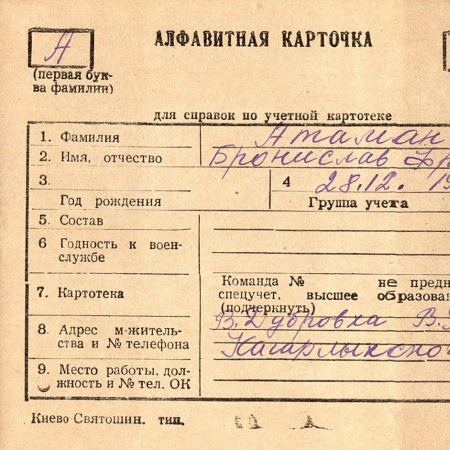 А
(первая бук-
ва фамилии)
АЛФАВИТНАЯ КАРТОЧКА
для справок по учетной картотеке
1. Фамилия Атаман
2. Имя, отчество Бронислав
3.
Год рождения
28.12. 19
4
Группа учета
5. Состав
6 Годность к воен-
службе
7. Картотека
Команда № не предн
спецучет, высшее образова
(подчеркнуть)
8. Адрес м-житель-
ства и № телефона
В. Дубровка В.
9. Место работы, дол-
жность и № тел. ОК
Киево-Святошин. тип.